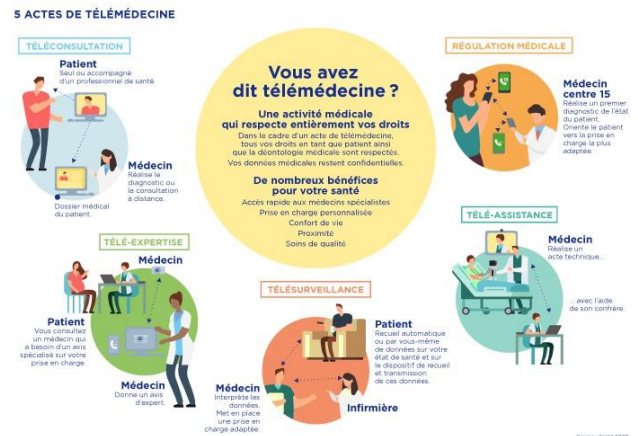 5 ACTES DE TÉLÉMÉDECINE
TÉLÉCONSULTATION
Patient
Seul ou accompagné
d'un professionnel de santé.
Médecin
Réalise le
diagnostic ou
la consultation
à distance.
Dossier médical
du patient.
Vous avez
dit télémédecine ?
Une activité médicale
qui respecte entièrement vos droits
Dans le cadre d'un acte de télémédecine,
tous vos droits en tant que patient ainsi
que la déontologie médicale sont respectés.
Vos données médicales restent confidentielles.
De nombreux bénéfices
pour votre santé
Accès rapide aux médecins spécialistes
Prise en charge personnalisée
Confort de vie
Proximité
Soins de qualité
RÉGULATION MÉDICALE
Médecin
centre 15
Réalise un premier
diagnostic de l'état
du patient.
Oriente le patient
vers la prise en
charge la plus
adaptée.
TÉLÉ-EXPERTISE
Médecin
Patient
Vous consultez
un médecin qui
a besoin d'un avis
spécialisé sur votre
prise en charge
Médecin
Donne un avis
d'expert.
TÉLÉSURVEILLANCE
Patient
Recueil automatique
ou par vous-même
de données sur votre
état de santé et sur
le dispositif de recueil
et transmission
de ces données.
Médecin
Interprète les
données.
Met en place
une prise en
charge adaptée.
Infirmière
TÉLÉ-ASSISTANCE
Médecin
Réalise un
acte technique...
... avec l'aide
de son confrère.